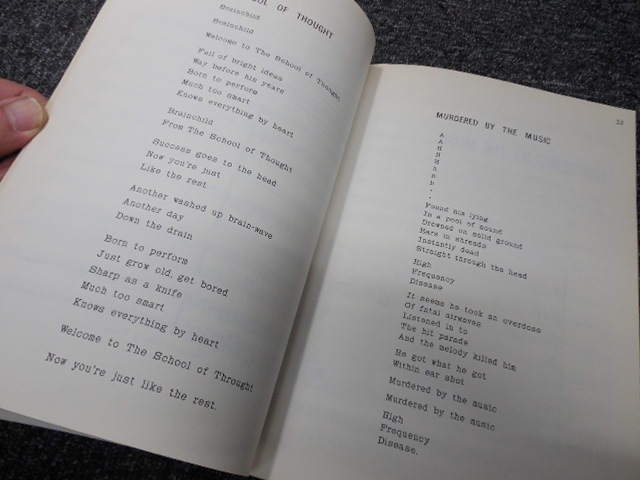 OL OF THOUGHT
Brainchild
Brainchild
Welcome to The School of Thought
Full of bright ideas
Way before his years
Born to perform
Much too smart
Knows everything by heart
Brainchild
From The School of Thought
Success goes to the head
Now you're just
Like the rest
Another washed up brain-wave
Another day
Down the drain
Born to perform
Just grow old, get bored
Sharp as a knife
Much too smart
Knows everything by heart
Welcome to The School of Throught
Now you're just like the rest.
MURDERED BY THE MUSIC
A
A
H
H
H
h
h
h
.
.
Found him lying
In a pool of sound
Drowned on solid ground
Ears in shreds
Instantly dead
Straight through the head
High
Frequency
Disease
It seems he took an overdose
Of fatal airwaves
Listened in to
The hit parade
And the melody killed him
He got what he got
Within ear shot
Murdered by the music
Murdered by the music
High
Frequency
Disease.